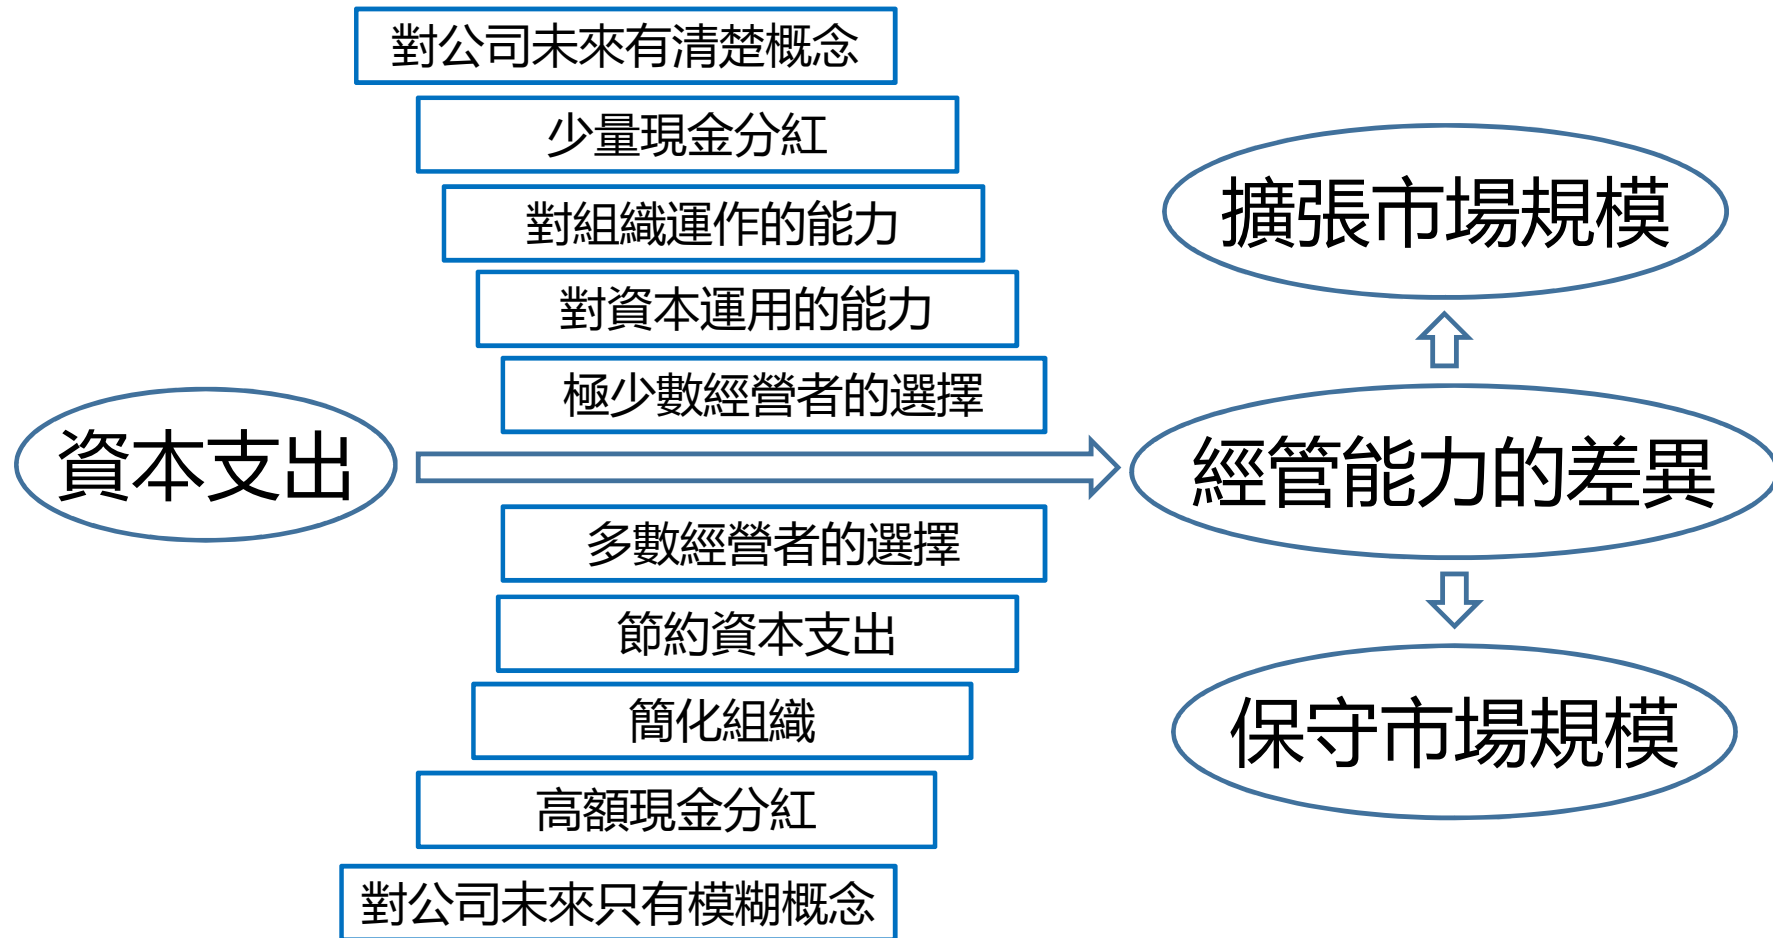 對公司未來有清楚概念
少量現金分紅
對組織運作的能力
對資本運用的能力
極少數經營者的選擇
資本支出
多數經營者的選擇
節約資本支出
簡化組織
高額現金分紅
對公司未來只有模糊概念
擴張市場規模
經管能力的差異
保守市場規模